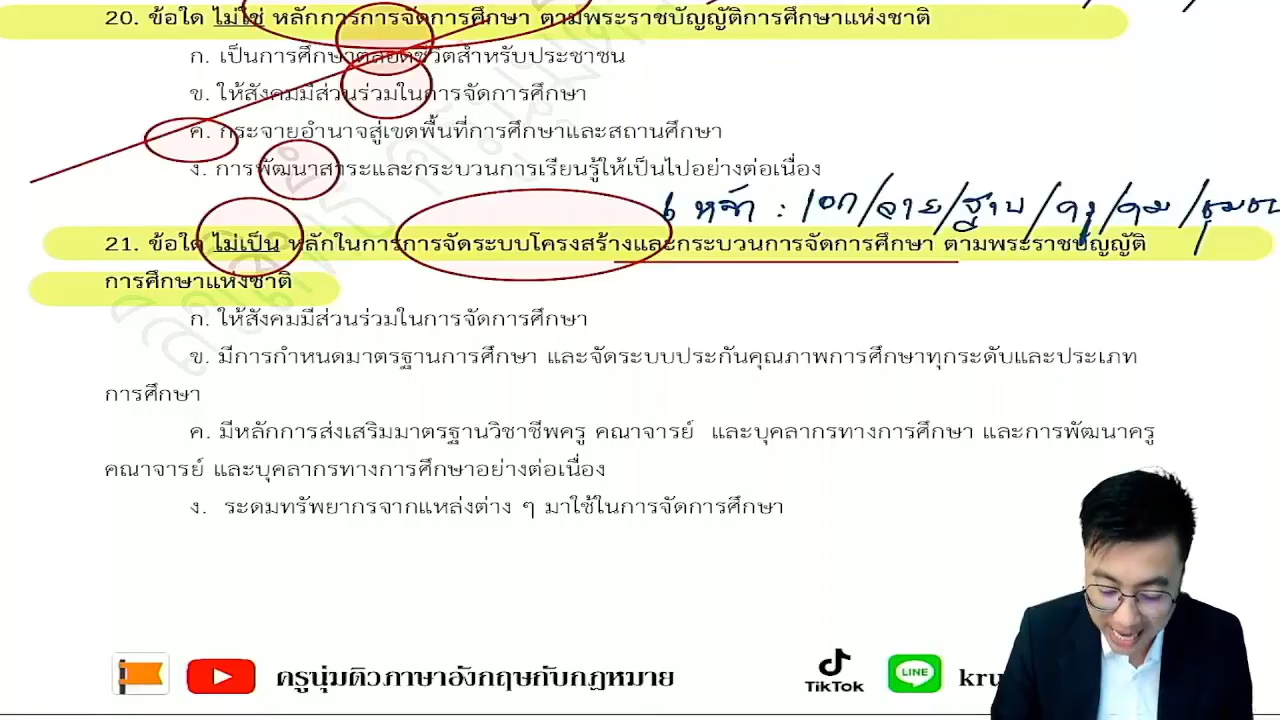 20. ข้อใด ไม่ใช่ หลักการการจัดการศึกษา ตามพระราชบัญญัติการศึกษาแห่งชาติ
ก. เป็นการศึกษาตลอดชีวิตสำหรับประชาชน
ข. ให้สังคมมีส่วนร่วมในการจัดการศึกษา
ค. กระจายอำนาจสู่เขตพื้นที่การศึกษาและสถานศึกษา
ง. การพัฒนาสาระและกระบวนการเรียนรู้ให้เป็นไปอย่างต่อเนื่อง
6 หลัก : เอก/จาย/ฐาน/ครู/คม/ชุมชน
21. ข้อใด ไม่เป็น หลักในการการจัดระบบโครงสร้างและกระบวนการจัดการศึกษา ตามพระราชบัญญัติ
การศึกษาแห่งชาติ
ก. ให้สังคมมีส่วนร่วมในการจัดการศึกษา
ข. มีการกำหนดมาตรฐานการศึกษา และจัดระบบประกันคุณภาพการศึกษาทุกระดับและประเภท
การศึกษา
ค. มีหลักการส่งเสริมมาตรฐานวิชาชีพครู คณาจารย์ และบุคลากรทางการศึกษา และการพัฒนาครู
คณาจารย์ และบุคลากรทางการศึกษาอย่างต่อเนื่อง
ง. ระดมทรัพยากรจากแหล่งต่าง ๆ มาใช้ในการจัดการศึกษา
ครูนุ่มติวภาษาอังกฤษกับกฎหมาย
TikTok
LINE